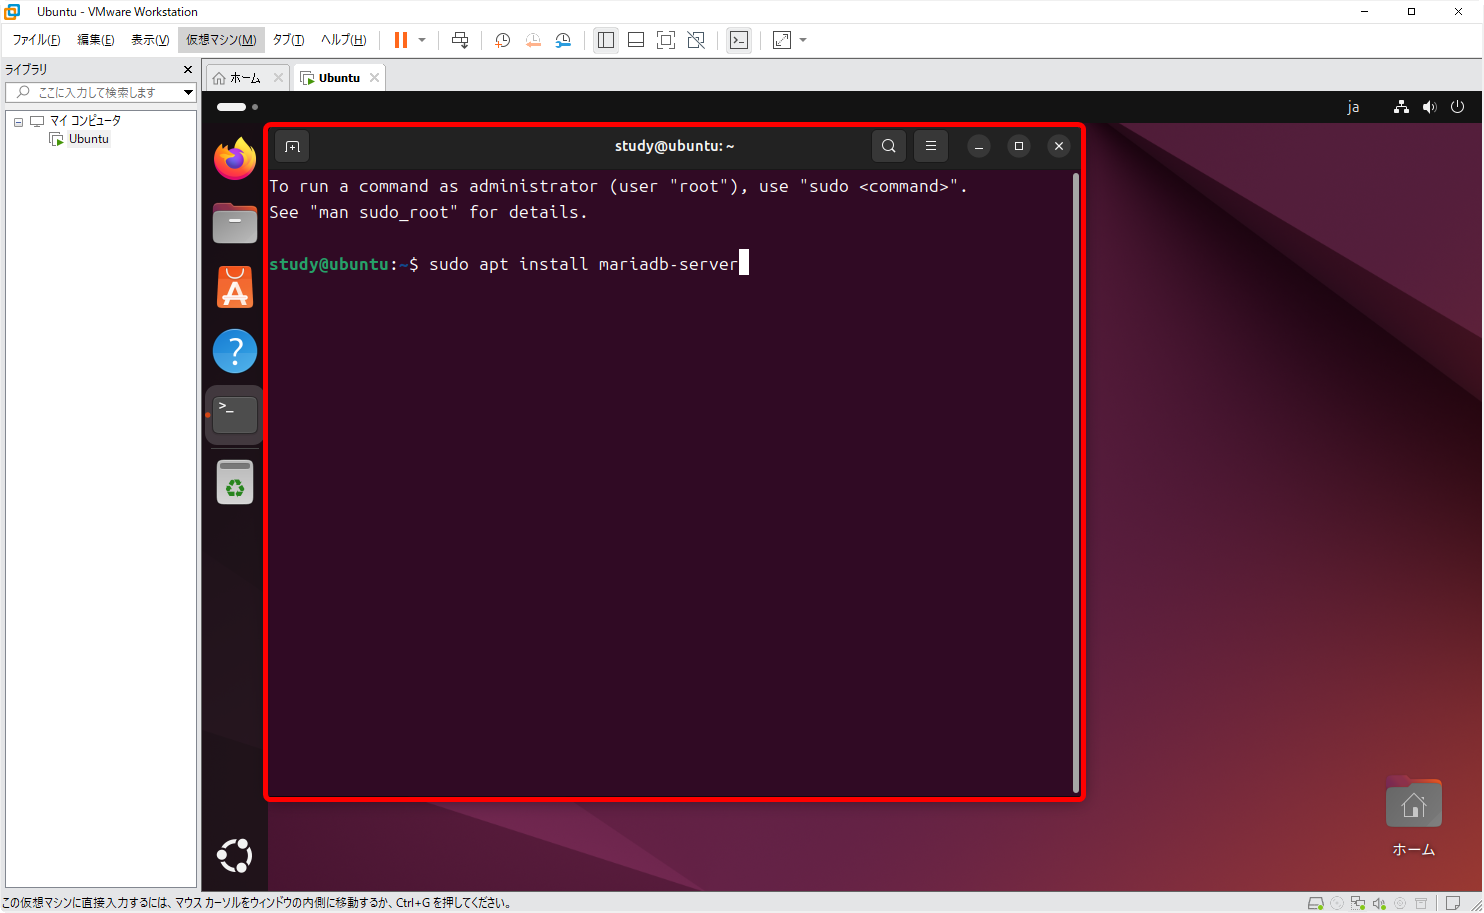 Ubuntu - VMware Workstation
ファイル(F) 編集(E) 表示(V) 仮想マシン(M) タブ(T) ヘルプ(H)
ライブラリ
ここに入力して検索します
マイ コンピュータ
Ubuntu
ホーム
Ubuntu
ja
study@ubuntu: ~
To run a command as administrator (user "root"), use "sudo <command>".
See "man sudo_root" for details.
study@ubuntu:~$ sudo apt install mariadb-server
ホーム
この仮想マシンに直接入力するには、マウス カーソルをウィンドウの内側に移動するか、Ctrl+G を押してください。